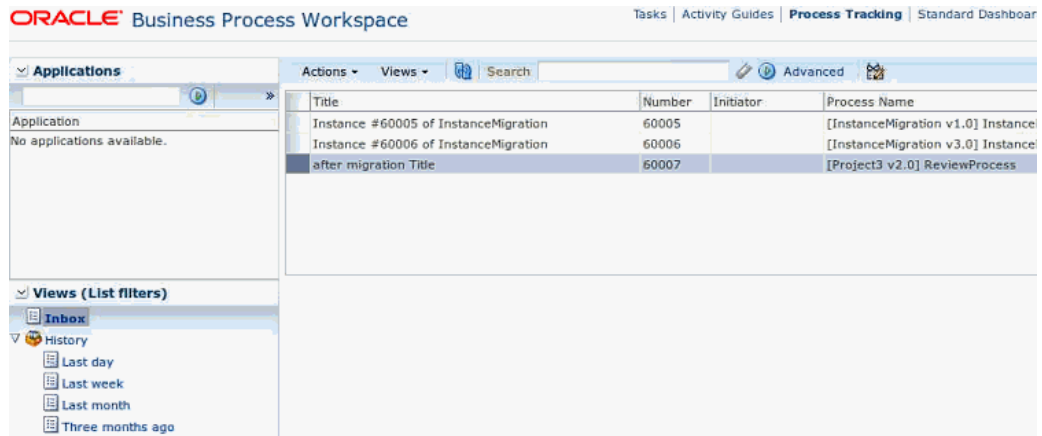 ORACLE Business Process Workspace
Tasks | Activity Guides | Process Tracking | Standard Dashboar
Applications
Application
No applications available.
Views (List filters)
Inbox
History
Last day
Last week
Last month
Three months ago
Actions Views Search Advanced
Title Number Initiator Process Name
Instance #60005 of InstanceMigration 60005 [InstanceMigration v1.0] Instance
Instance #60006 of InstanceMigration 60006 [InstanceMigration v3.0] Instance
after migration Title 60007 [Project3 v2.0] ReviewProcess